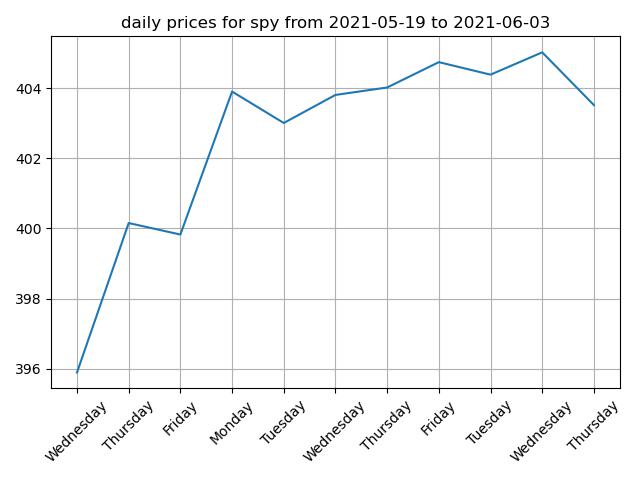 daily prices for spy from 2021-05-19 to 2021-06-03
404
402
400
398
396
Wednesday
Thursday
Friday
Monday
Tuesday
Wednesday
Thursday
Friday
Tuesday
Wednesday
Thursday